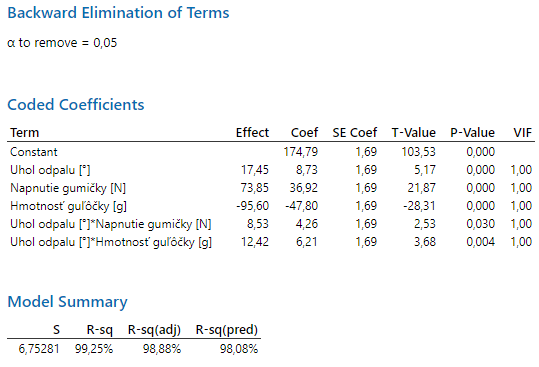 Backward Elimination of Terms
α to remove = 0,05
Coded Coefficients
Term Effect Coef SE Coef T-Value P-Value VIF
Constant 174,79 1,69 103,53 0,000
Uhol odpalu [°] 17,45 8,73 1,69 5,17 0,000 1,00
Napnutie gumičky [N] 73,85 36,92 1,69 21,87 0,000 1,00
Hmotnosť guľôčky [g] -95,60 -47,80 1,69 -28,31 0,000 1,00
Uhol odpalu [°]*Napnutie gumičky [N] 8,53 4,26 1,69 2,53 0,030 1,00
Uhol odpalu [°]*Hmotnosť guľôčky [g] 12,42 6,21 1,69 3,68 0,004 1,00
Model Summary
S R-sq R-sq(adj) R-sq(pred)
6,75281 99,25% 98,88% 98,08%